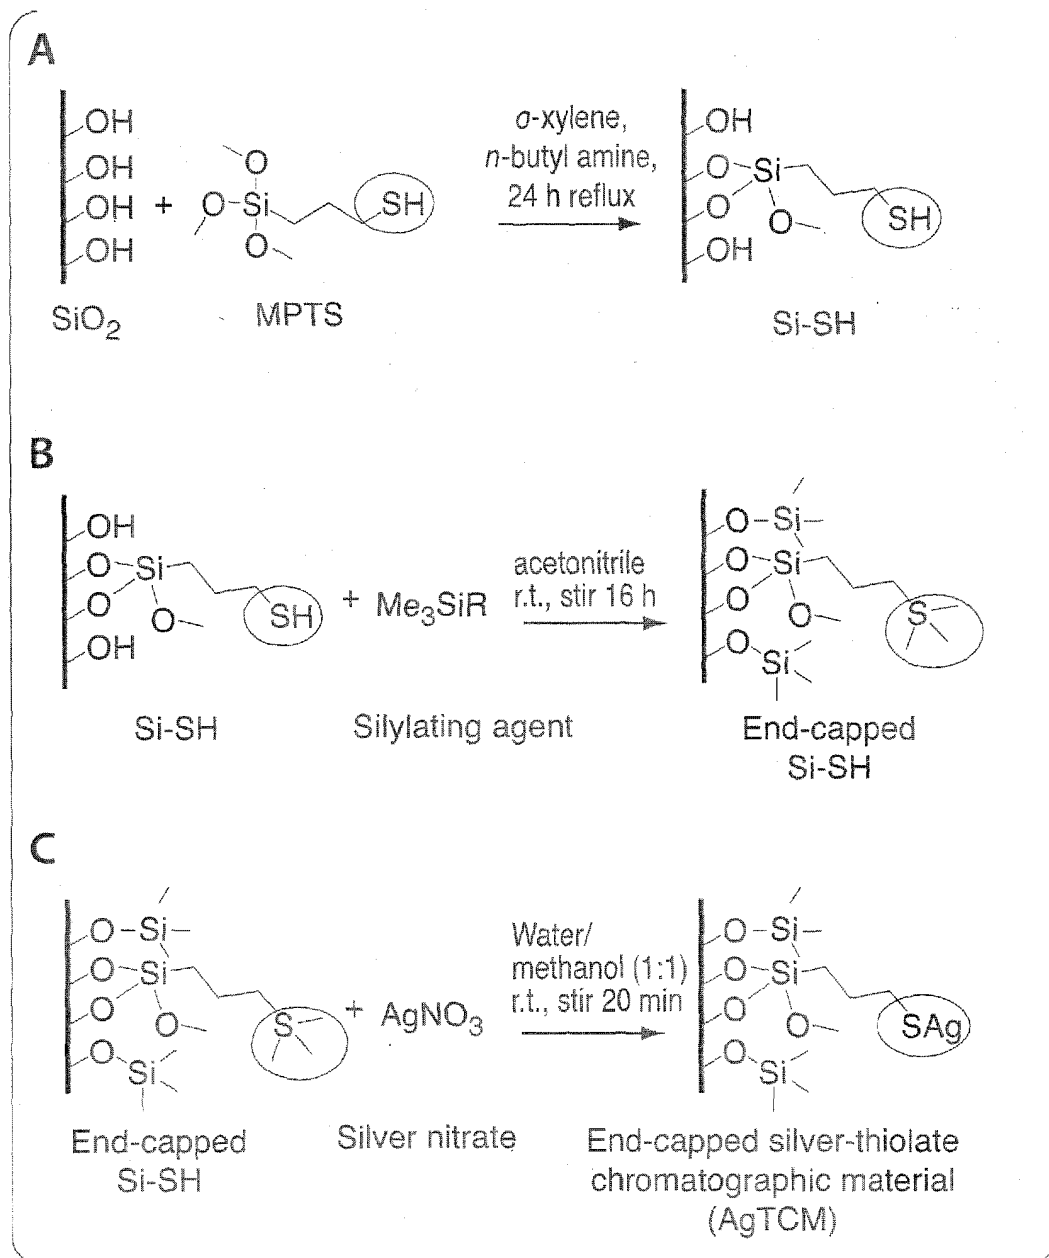 A
OH
OH
OH
OH
+
O
O-Si
O
SH
o-xylene,
n-butyl amine,
24 h reflux
OH
O Si
O
O
OH
SH
SiO2
MPTS
Si-SH
B
OH
O Si
O
O
OH
SH
+ Me3SiR
acetonitrile
r.t., stir 16 h
O-Si
O Si
O
O
O
Si
S
Si-SH
Silylating agent
End-capped
Si-SH
C
O-Si
O Si
O
O
O
Si
S
+ AgNO3
Water/
methanol (1:1)
r.t., stir 20 min
O-Si
O Si
O
O
O
Si
SAg
End-capped
Si-SH
Silver nitrate
End-capped silver-thiolate
chromatographic material
(AgTCM)